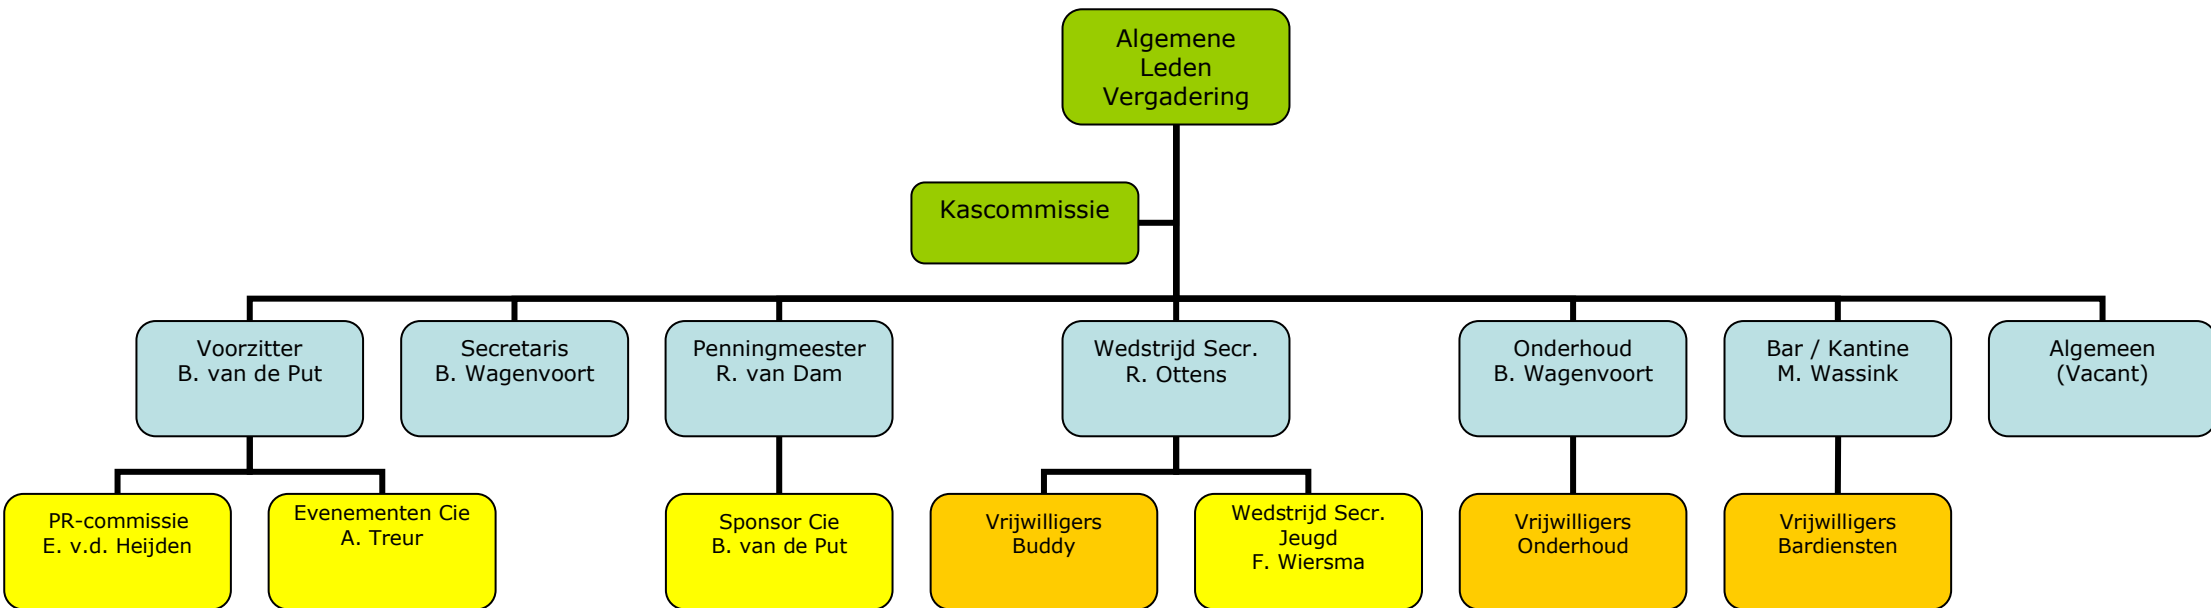 Algemene
Leden
Vergadering
Kascommissie
Voorzitter
B. van de Put
Secretaris
B. Wagenvoort
Penningmeester
R. van Dam
Wedstrijd Secr.
R. Ottens
Onderhoud
B. Wagenvoort
Bar / Kantine
M. Wassink
Algemeen
(Vacant)
PR-commissie
E. v.d. Heijden
Evenementen Cie
A. Treur
Sponsor Cie
B. van de Put
Vrijwilligers
Buddy
Wedstrijd Secr.
Jeugd
F. Wiersma
Vrijwilligers
Onderhoud
Vrijwilligers
Bardiensten